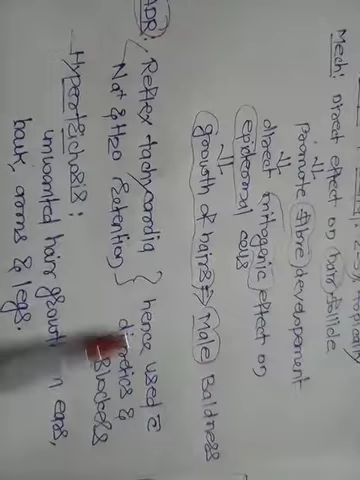 Mech: Direct effect on hair follicle
⇓
Promote fibre development
⇓
direct mitogenic effect on
epidermal cells
⇓
growth of hairs ⇒ Male Baldness
ADR: Reflex tachycardia } hence used c̄
Na⁺ & H2O retention diuretics &
Blockers
Hypertrichosis:
unwanted hair growth in ears,
back, arms & legs.